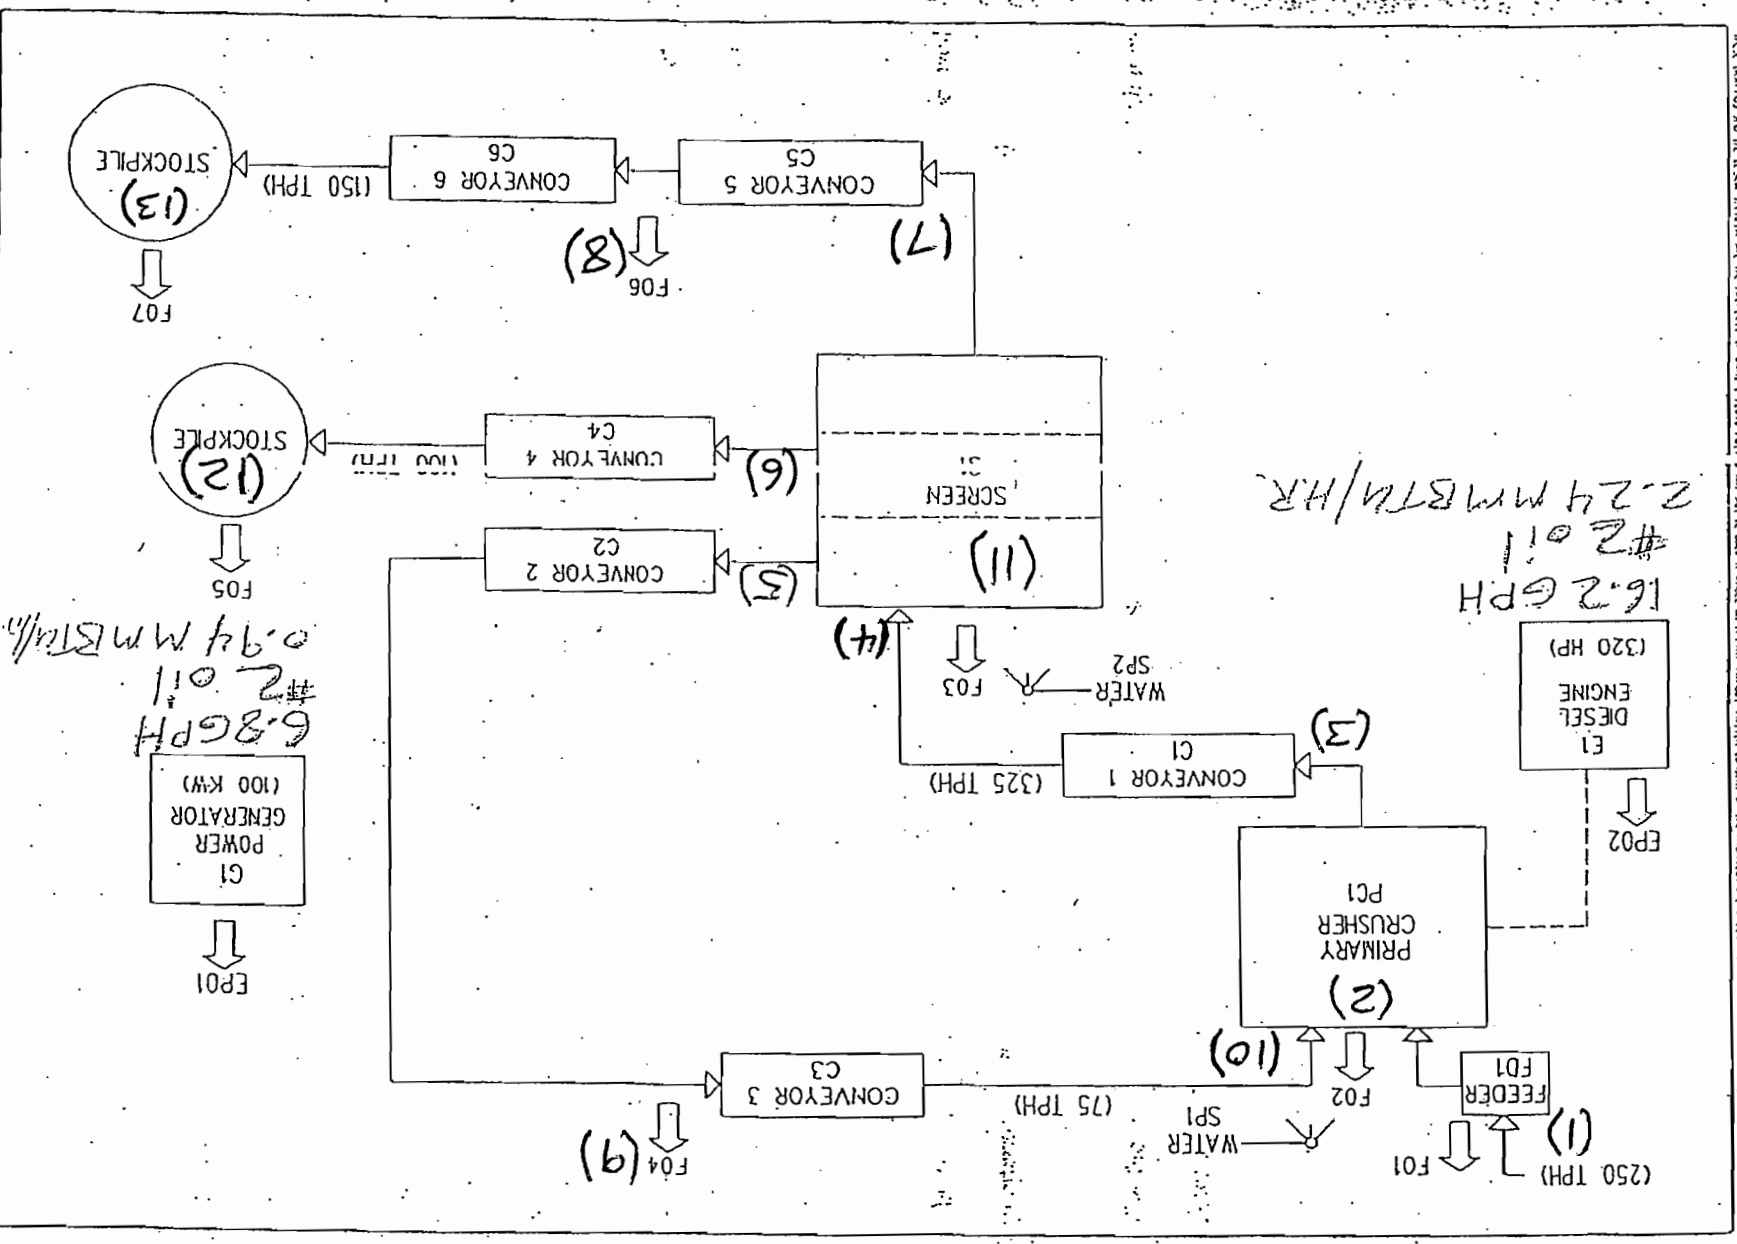 (250 TPH)
(1)
F01
FEEDER
FD1
WATER
SP1
F02
(10)
(75 TPH)
F04
(9)
CONVEYOR 3
C3
(2)
PRIMARY
CRUSHER
PC1
EP02
E1
DIESEL
ENGINE
(320 HP)
16.2 GPH
#2 oil
2.24 MMBTU/HR
(3)
CONVEYOR 1
C1
(325 TPH)
WATER
SP2
F03
(4)
(11)
SCREEN
S1
(5)
CONVEYOR 2
C2
(6)
CONVEYOR 4
C4
(100 TPH)
EP01
G1
POWER
GENERATOR
(100 KW)
6.8 GPH
#2 oil
0.94 MMBTU/hr
F05
(12)
STOCKPILE
(7)
CONVEYOR 5
C5
F06
(8)
CONVEYOR 6
C6
(150 TPH)
F07
(13)
STOCKPILE